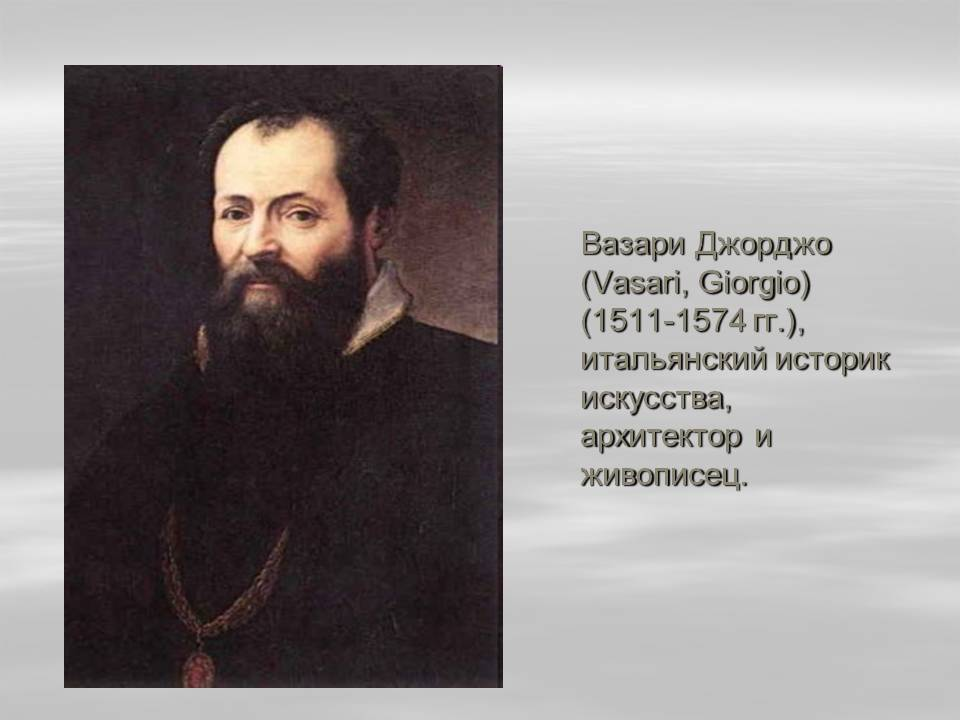 Вазари Джорджо
(Vasari, Giorgio)
(1511-1574 гг.),
итальянский историк
искусства,
архитектор и
живописец.